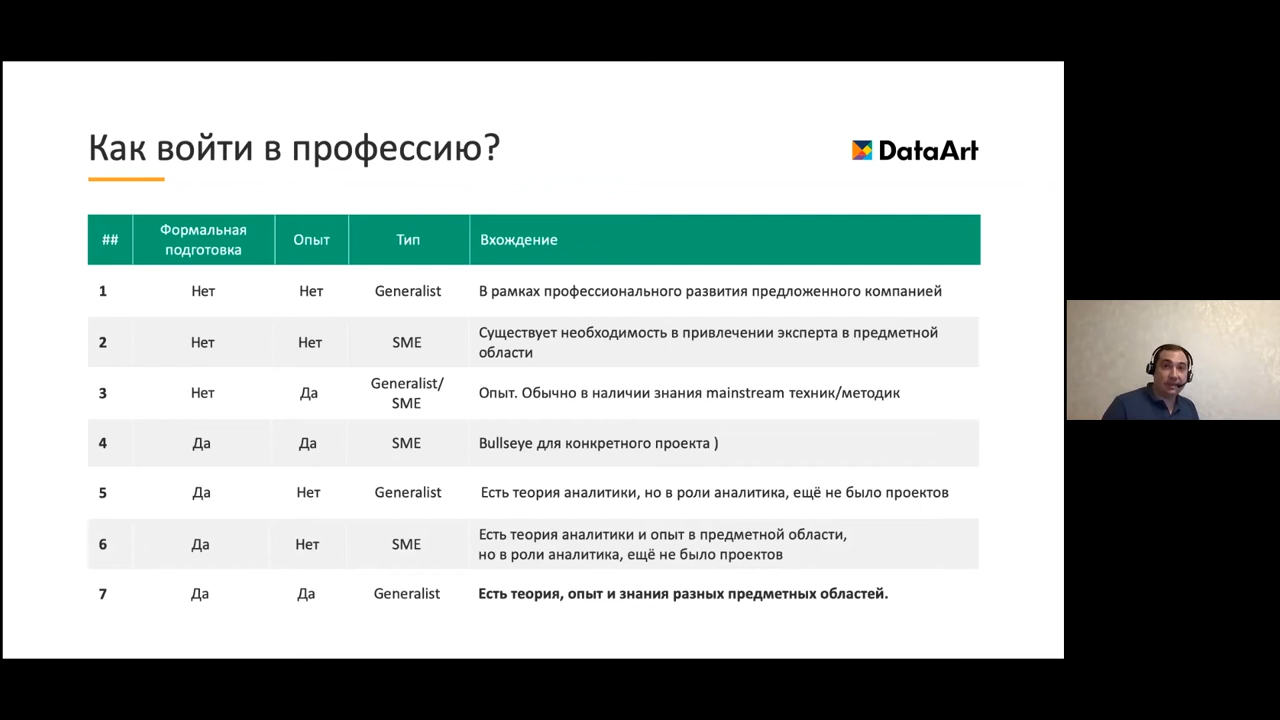 Как войти в профессию?
DataArt
## Формальная подготовка Опыт Тип Вхождение
1 Нет Нет Generalist В рамках профессионального развития предложенного компанией
2 Нет Нет SME Существует необходимость в привлечении эксперта в предметной
области
3 Нет Да Generalist/
SME Опыт. Обычно в наличии знания mainstream техник/методик
4 Да Да SME Bullseye для конкретного проекта )
5 Да Нет Generalist Есть теория аналитики, но в роли аналитика, ещё не было проектов
6 Да Нет SME Есть теория аналитики и опыт в предметной области,
но в роли аналитика, ещё не было проектов
7 Да Да Generalist Есть теория, опыт и знания разных предметных областей.